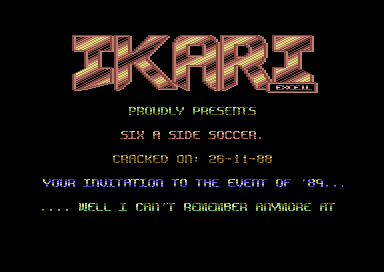 IKARI
EXCELL
PROUDLY PRESENTS
SIX A SIDE SOCCER.
CRACKED ON: 26-11-88
YOUR INVITATION TO THE EVENT OF '89...
.... WELL I CAN'T REMEMBER ANYMORE AT